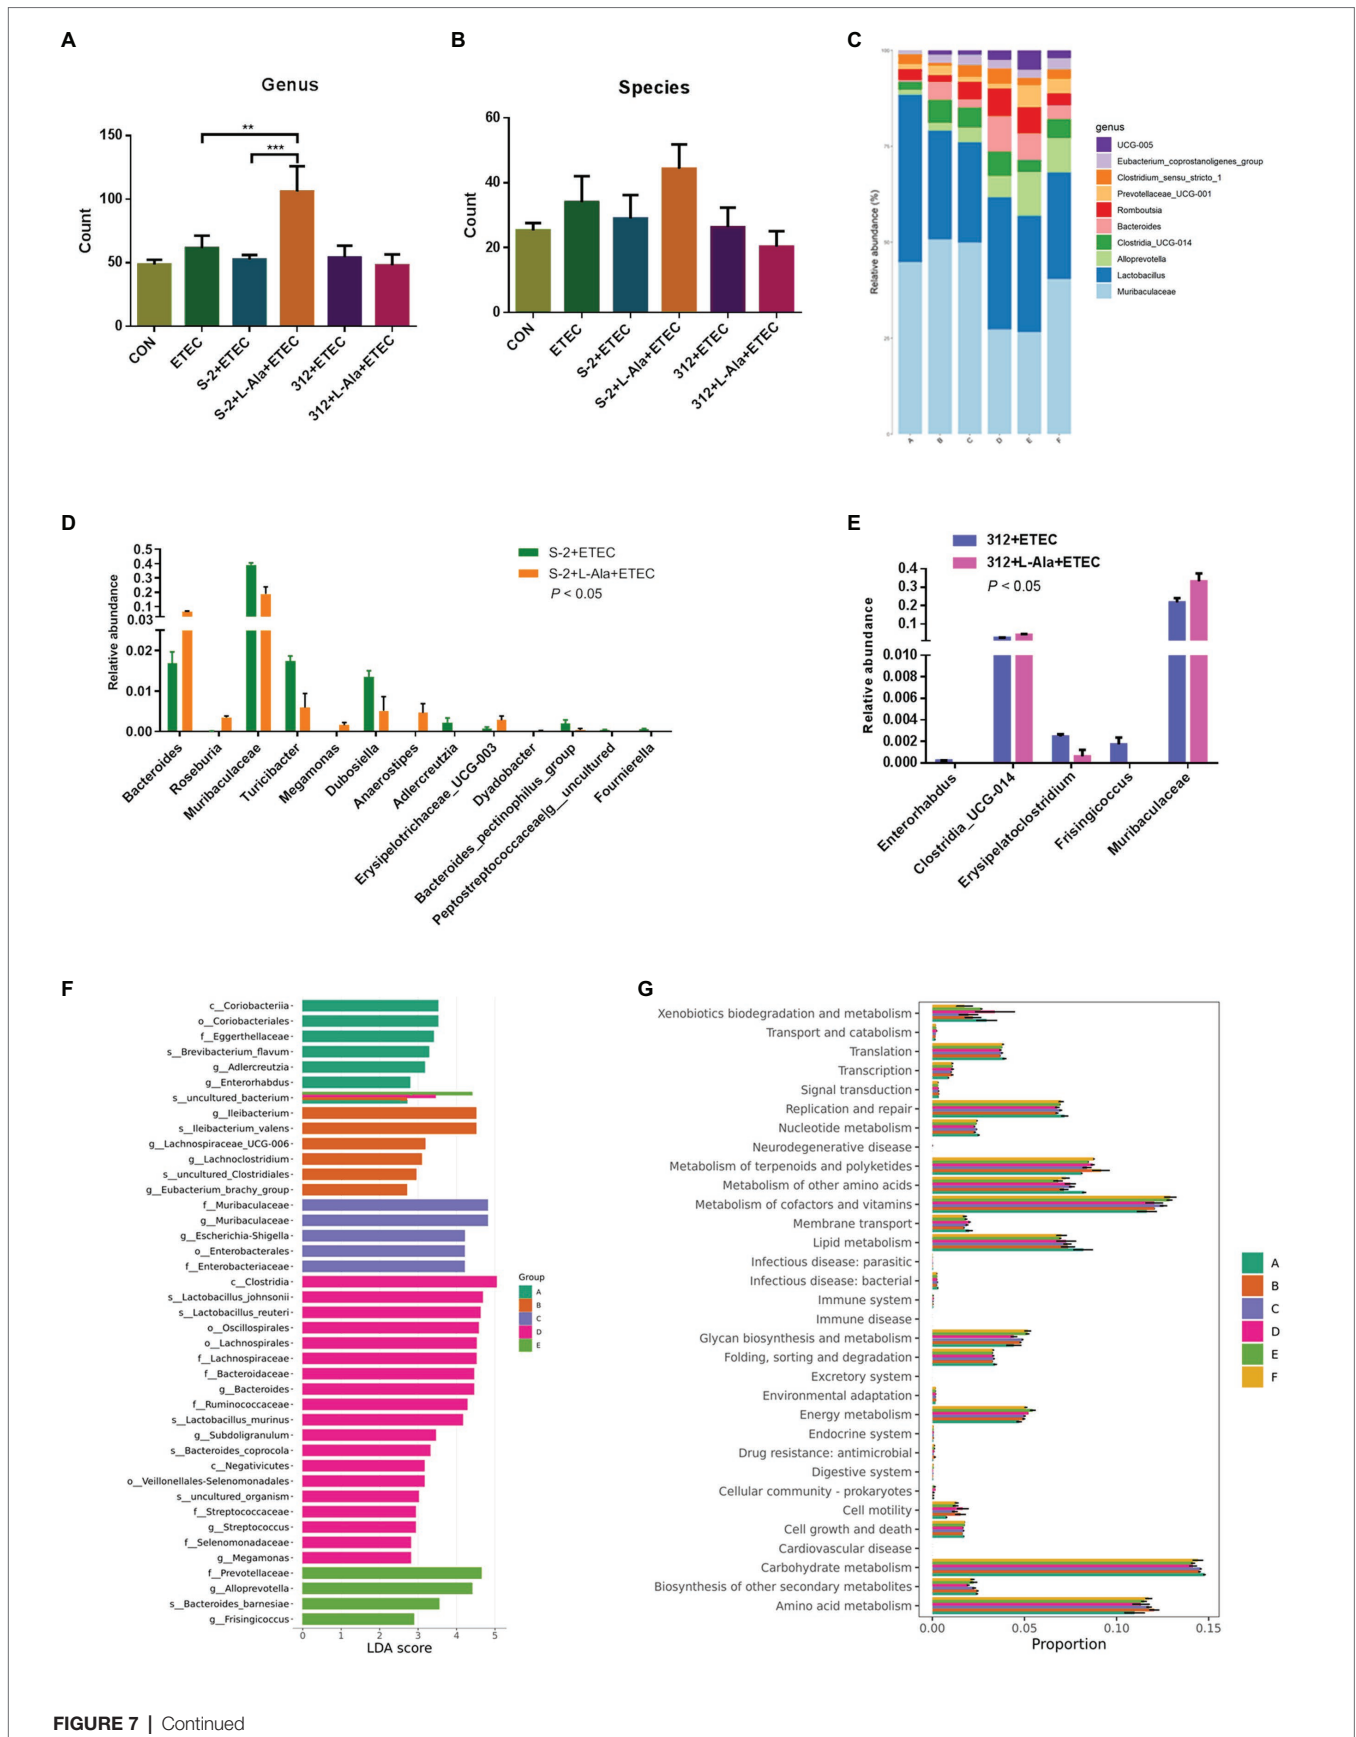 A
Genus
Count
150
100
50
0
**
***
CON
ETEC
S-2+ETEC
S-2+L-Ala+ETEC
312+ETEC
312+L-Ala+ETEC
B
Species
Count
60
40
20
0
CON
ETEC
S-2+ETEC
S-2+L-Ala+ETEC
312+ETEC
312+L-Ala+ETEC
C
Relative abundance (%)
100
75
50
25
0
A
B
C
D
E
F
genus
UCG-005
Eubacterium_coprostanoligenes_group
Clostridium_sensu_stricto_1
Prevotellaceae_UCG-001
Romboutsia
Bacteroides
Clostridia_UCG-014
Alloprevotella
Lactobacillus
Muribaculaceae
D
Relative abundance
0.5
0.4
0.3
0.2
0.1
0.03
0.02
0.01
0.00
S-2+ETEC
S-2+L-Ala+ETEC
P < 0.05
Bacteroides
Roseburia
Muribaculaceae
Turicibacter
Megamonas
Dubosiella
Anaerostipes
Adlercreutzia
Erysipelotrichaceae_UCG-003
Dyadobacter
Bacteroides_pectinophilus_group
Peptostreptococcaceae|g__uncultured
Fournierella
E
312+ETEC
312+L-Ala+ETEC
P < 0.05
Relative abundance
0.4
0.3
0.2
0.1
0.010
0.008
0.006
0.004
0.002
0.000
Enterorhabdus
Clostridia_UCG-014
Erysipelatoclostridium
Frisingicoccus
Muribaculaceae
F
c__Coriobacteriia
o__Coriobacteriales
f__Eggerthellaceae
s__Brevibacterium_flavum
g__Adlercreutzia
g__Enterorhabdus
s__uncultured_bacterium
g__Ileibacterium
s__Ileibacterium_valens
g__Lachnospiraceae_UCG-006
g__Lachnoclostridium
s__uncultured_Clostridiales
g__Eubacterium_brachy_group
f__Muribaculaceae
g__Muribaculaceae
g__Escherichia-Shigella
o__Enterobacterales
f__Enterobacteriaceae
c__Clostridia
s__Lactobacillus_johnsonii
s__Lactobacillus_reuteri
o__Oscillospirales
o__Lachnospirales
f__Lachnospiraceae
f__Bacteroidaceae
g__Bacteroides
f__Ruminococcaceae
s__Lactobacillus_murinus
g__Subdoligranulum
s__Bacteroides_coprocola
c__Negativicutes
o__Veillonellales-Selenomonadales
s__uncultured_organism
f__Streptococcaceae
g__Streptococcus
f__Selenomonadaceae
g__Megamonas
f__Prevotellaceae
g__Alloprevotella
s__Bacteroides_barnesiae
g__Frisingicoccus
0 1 2 3 4 5
LDA score
Group
A
B
C
D
E
G
Xenobiotics biodegradation and metabolism
Transport and catabolism
Translation
Transcription
Signal transduction
Replication and repair
Nucleotide metabolism
Neurodegenerative disease
Metabolism of terpenoids and polyketides
Metabolism of other amino acids
Metabolism of cofactors and vitamins
Membrane transport
Lipid metabolism
Infectious disease: parasitic
Infectious disease: bacterial
Immune system
Immune disease
Glycan biosynthesis and metabolism
Folding, sorting and degradation
Excretory system
Environmental adaptation
Energy metabolism
Endocrine system
Drug resistance: antimicrobial
Digestive system
Cellular community - prokaryotes
Cell motility
Cell growth and death
Cardiovascular disease
Carbohydrate metabolism
Biosynthesis of other secondary metabolites
Amino acid metabolism
0.00 0.05 0.10 0.15
Proportion
A
B
C
D
E
F
FIGURE 7 | Continued